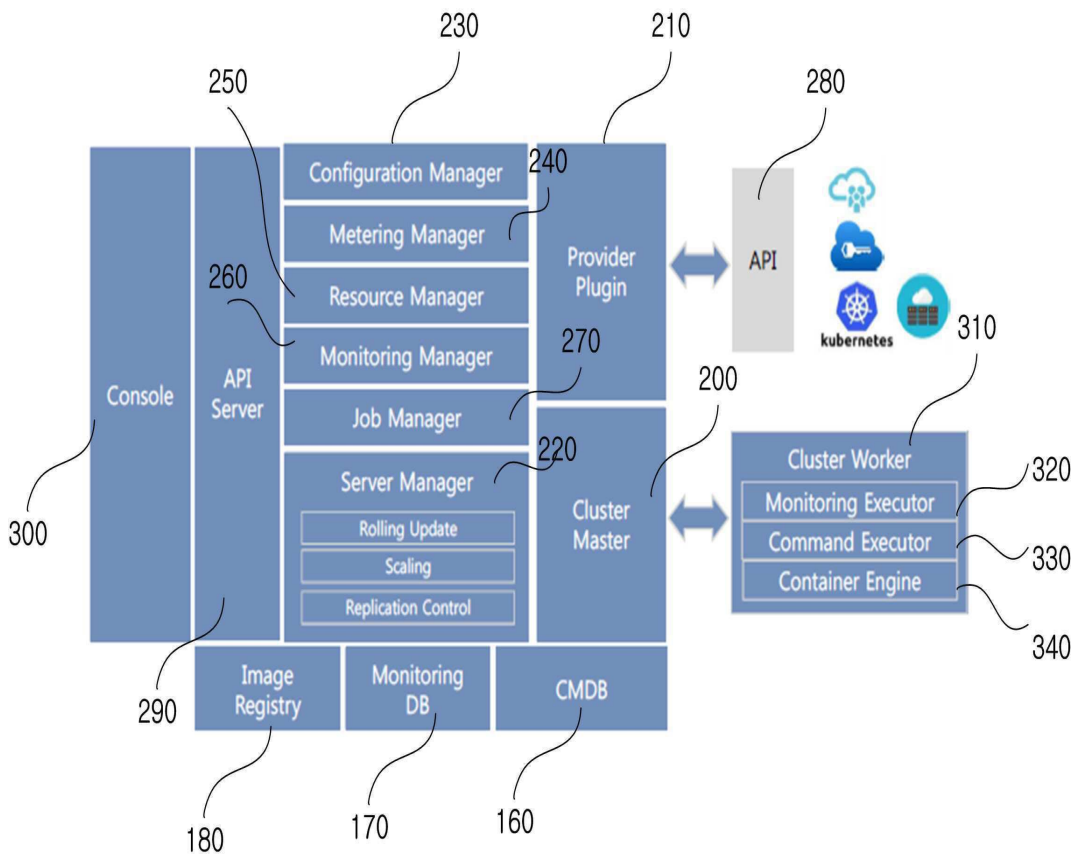 230
210
250
280
Configuration Manager
240
Metering Manager
260
Resource Manager
Provider
Plugin
API
kubernetes
Monitoring Manager
270
310
API
Server
Console
Job Manager
200
220
Server Manager
Cluster Worker
320
Monitoring Executor
Rolling Update
Cluster
Master
Command Executor
330
300
Scaling
Container Engine
Replication Control
340
290
Image
Registry
Monitoring
DB
CMDB
180
170
160